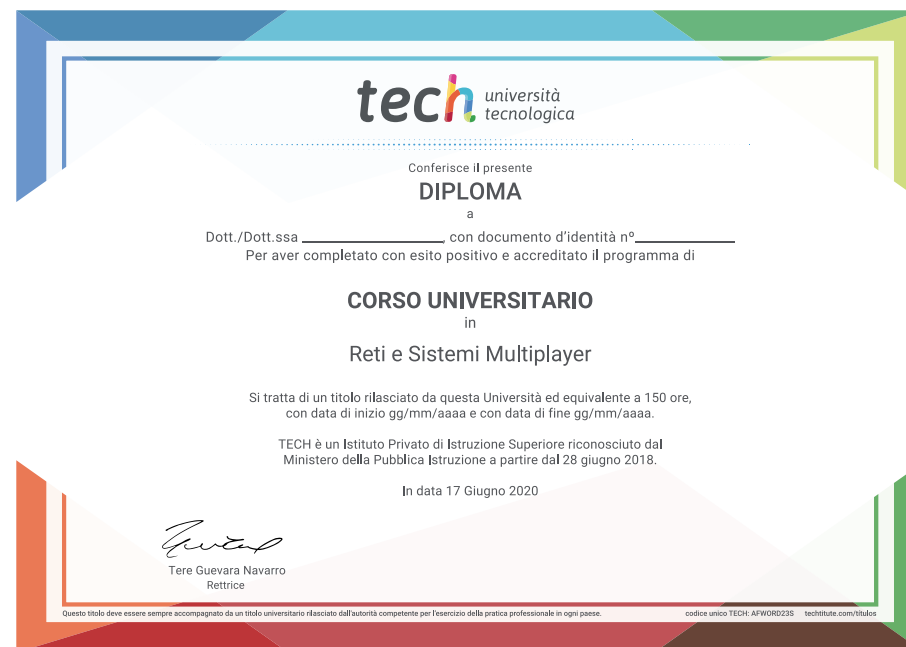 tech università
tecnologica
Conferisce il presente
DIPLOMA
a
Dott./Dott.ssa ____________________, con documento d'identità nº______________
Per aver completato con esito positivo e accreditato il programma di
CORSO UNIVERSITARIO
in
Reti e Sistemi Multiplayer
Si tratta di un titolo rilasciato da questa Università ed equivalente a 150 ore,
con data di inizio gg/mm/aaaa e con data di fine gg/mm/aaaa.
TECH è un Istituto Privato di Istruzione Superiore riconosciuto dal
Ministero della Pubblica Istruzione a partire dal 28 giugno 2018.
In data 17 Giugno 2020
Tere Guevara Navarro
Rettrice
Questo titolo deve essere sempre accompagnato da un titolo universitario rilasciato dall'autorità competente per l'esercizio della pratica professionale in ogni paese. codice unico TECH: AFWORD23S techtitute.com/titulos